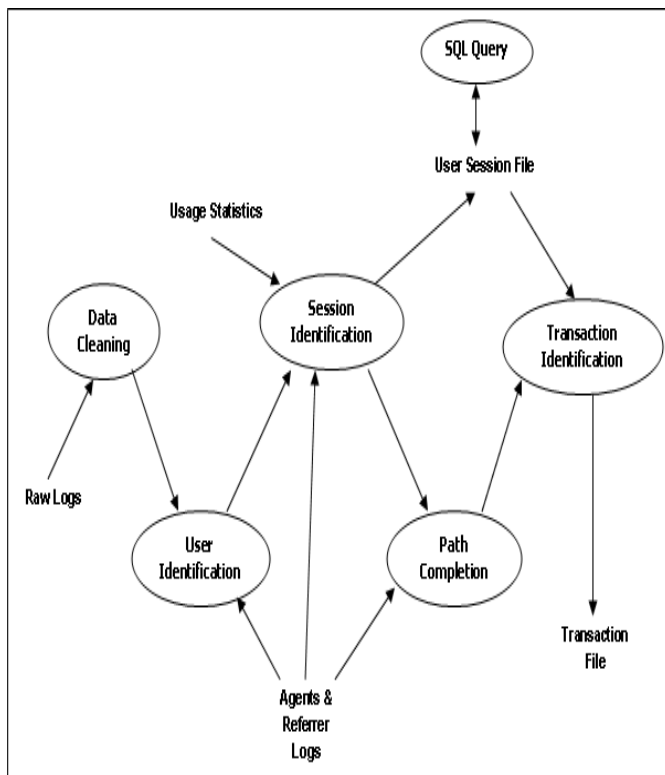 SQL Query
User Session File
Usage Statistics
Data
Cleaning
Session
Identification
Transaction
Identification
Raw Logs
User
Identification
Path
Completion
Transaction
File
Agents &
Referrer
Logs